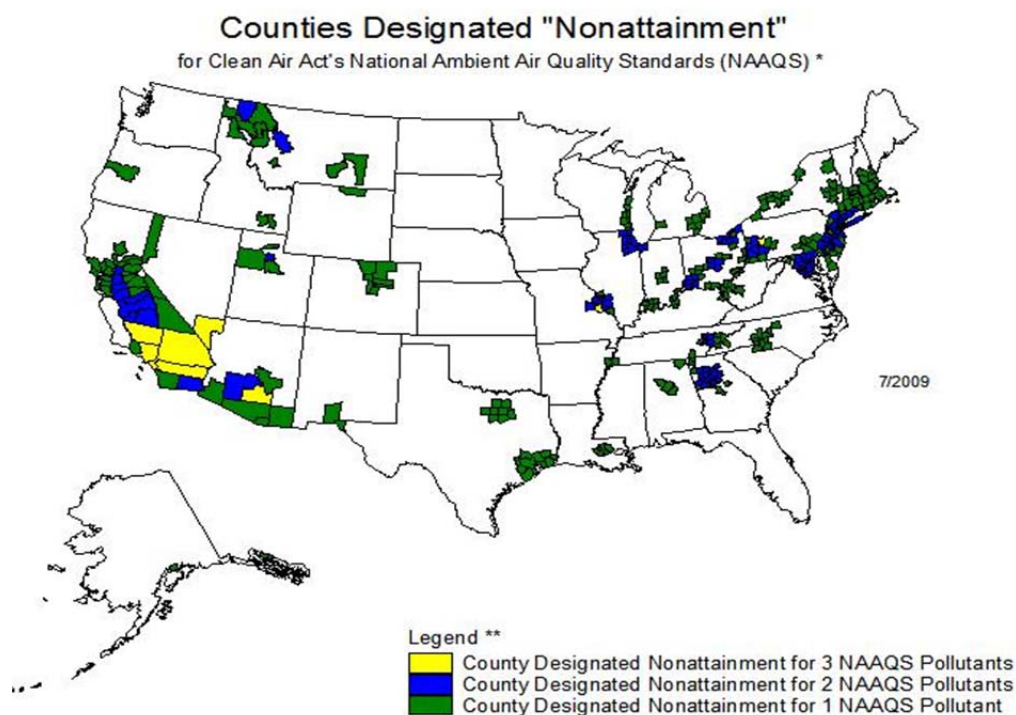 Counties Designated "Nonattainment"
for Clean Air Act's National Ambient Air Quality Standards (NAAQS) *
7/2009
Legend **
County Designated Nonattainment for 3 NAAQS Pollutants
County Designated Nonattainment for 2 NAAQS Pollutants
County Designated Nonattainment for 1 NAAQS Pollutant